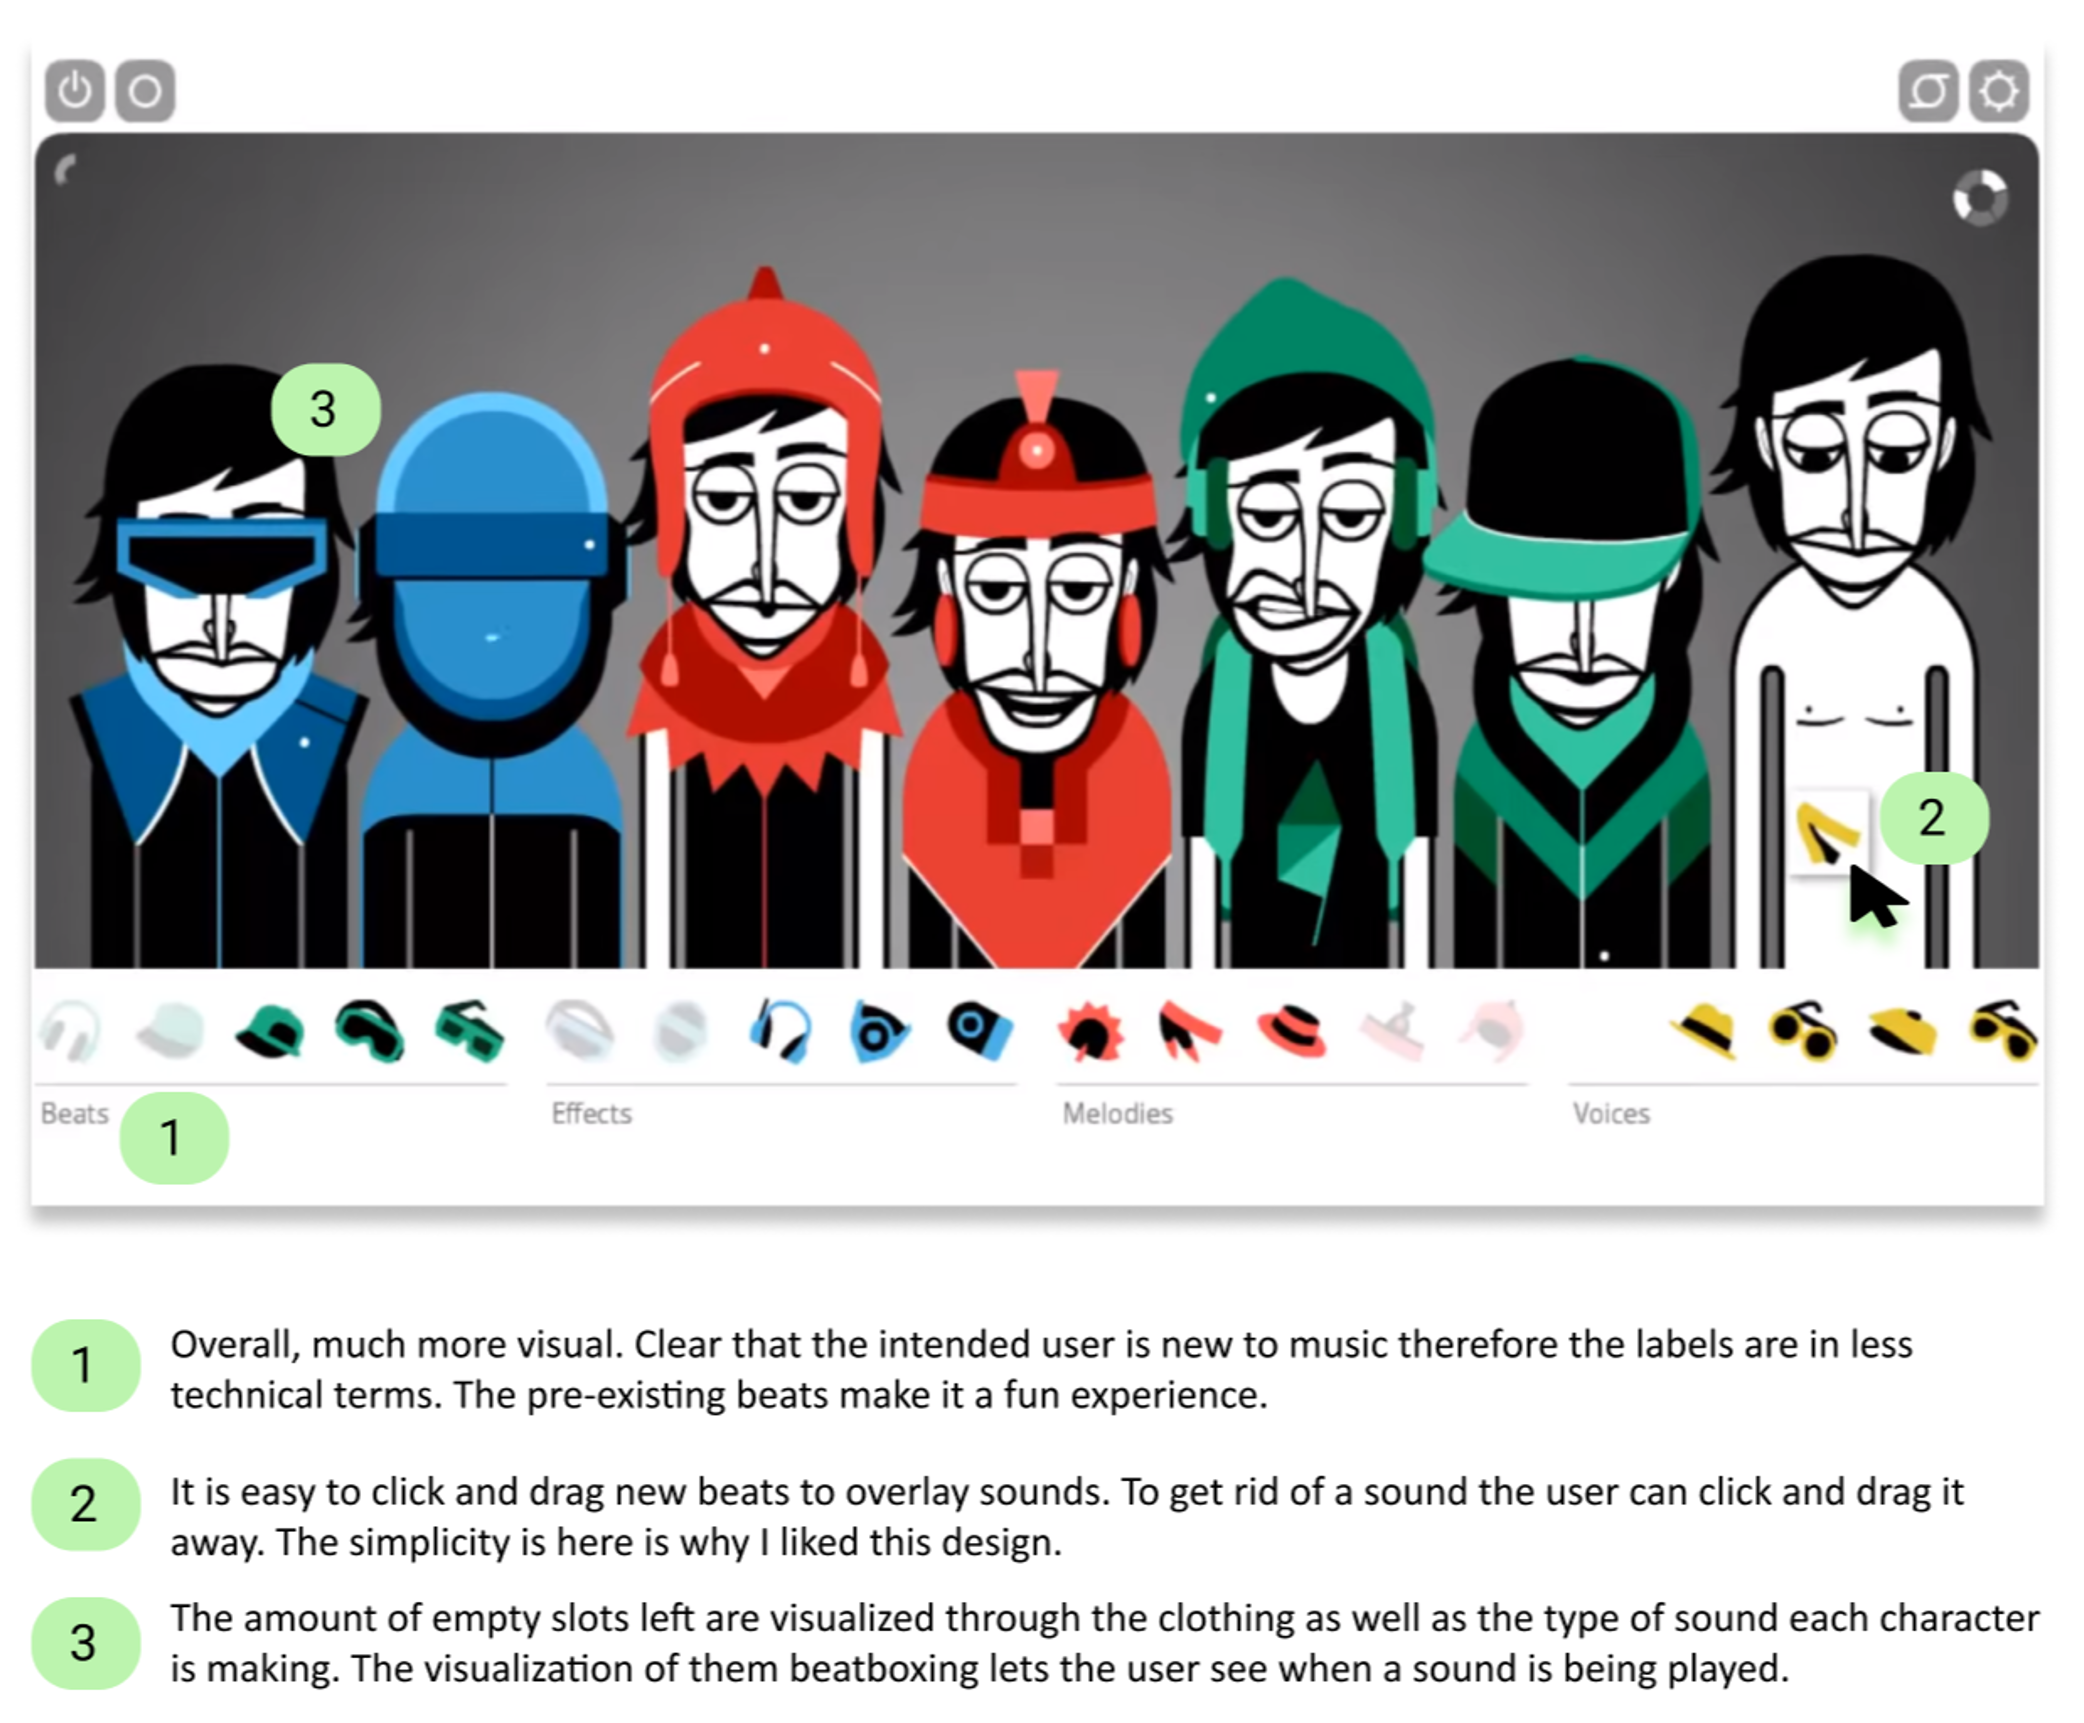 3
2
Beats
Effects
Melodies
Voices
1
1
Overall, much more visual. Clear that the intended user is new to music therefore the labels are in less
technical terms. The pre-existing beats make it a fun experience.
2
It is easy to click and drag new beats to overlay sounds. To get rid of a sound the user can click and drag it
away. The simplicity is here is why I liked this design.
3
The amount of empty slots left are visualized through the clothing as well as the type of sound each character
is making. The visualization of them beatboxing lets the user see when a sound is being played.